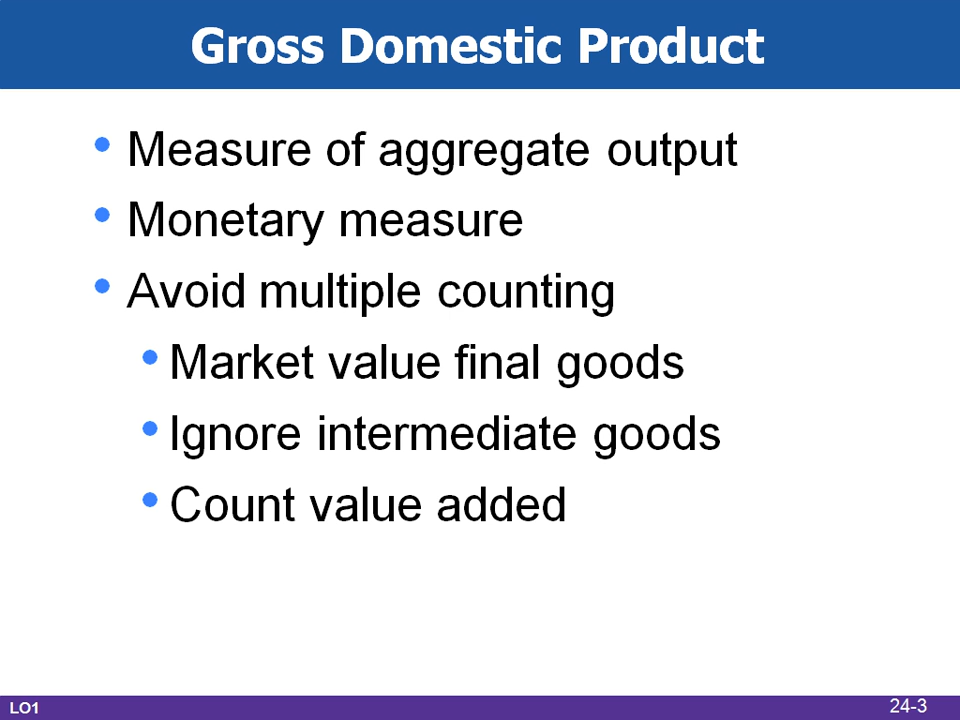 Gross Domestic Product
• Measure of aggregate output
• Monetary measure
• Avoid multiple counting
• Market value final goods
• Ignore intermediate goods
• Count value added
LO1
24-3